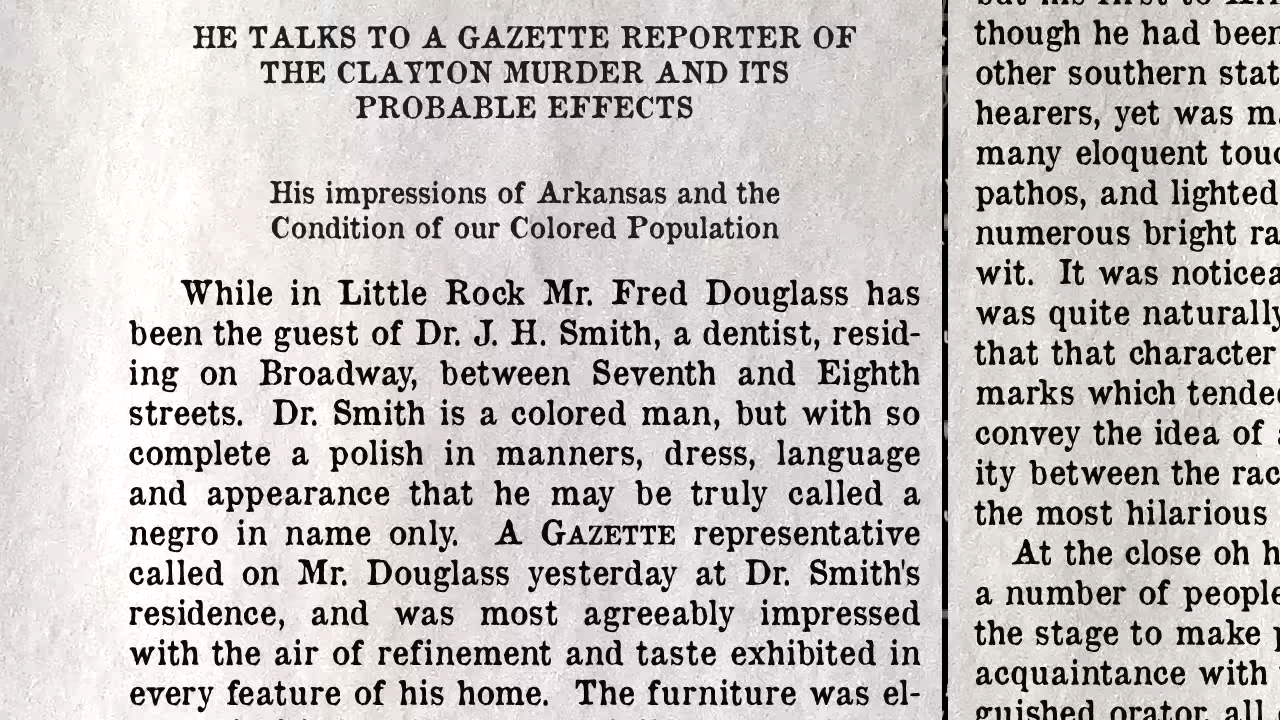 HE TALKS TO A GAZETTE REPORTER OF
THE CLAYTON MURDER AND ITS
PROBABLE EFFECTS
His impressions of Arkansas and the
Condition of our Colored Population
While in Little Rock Mr. Fred Douglass has
been the guest of Dr. J. H. Smith, a dentist, resid-
ing on Broadway, between Seventh and Eighth
streets. Dr. Smith is a colored man, but with so
complete a polish in manners, dress, language
and appearance that he may be truly called a
negro in name only. A GAZETTE representative
called on Mr. Douglass yesterday at Dr. Smith's
residence, and was most agreeably impressed
with the air of refinement and taste exhibited in
every feature of his home. The furniture was el-
but his first to
though he had been
other southern
hearers, yet was
many eloquent
pathos, and lighted
numerous bright
wit. It was
was quite naturally
that that character
marks which
convey the idea of
ity between the
the most hilarious
At the close oh
a number of people
the stage to make
acquaintance with
guished orator, all